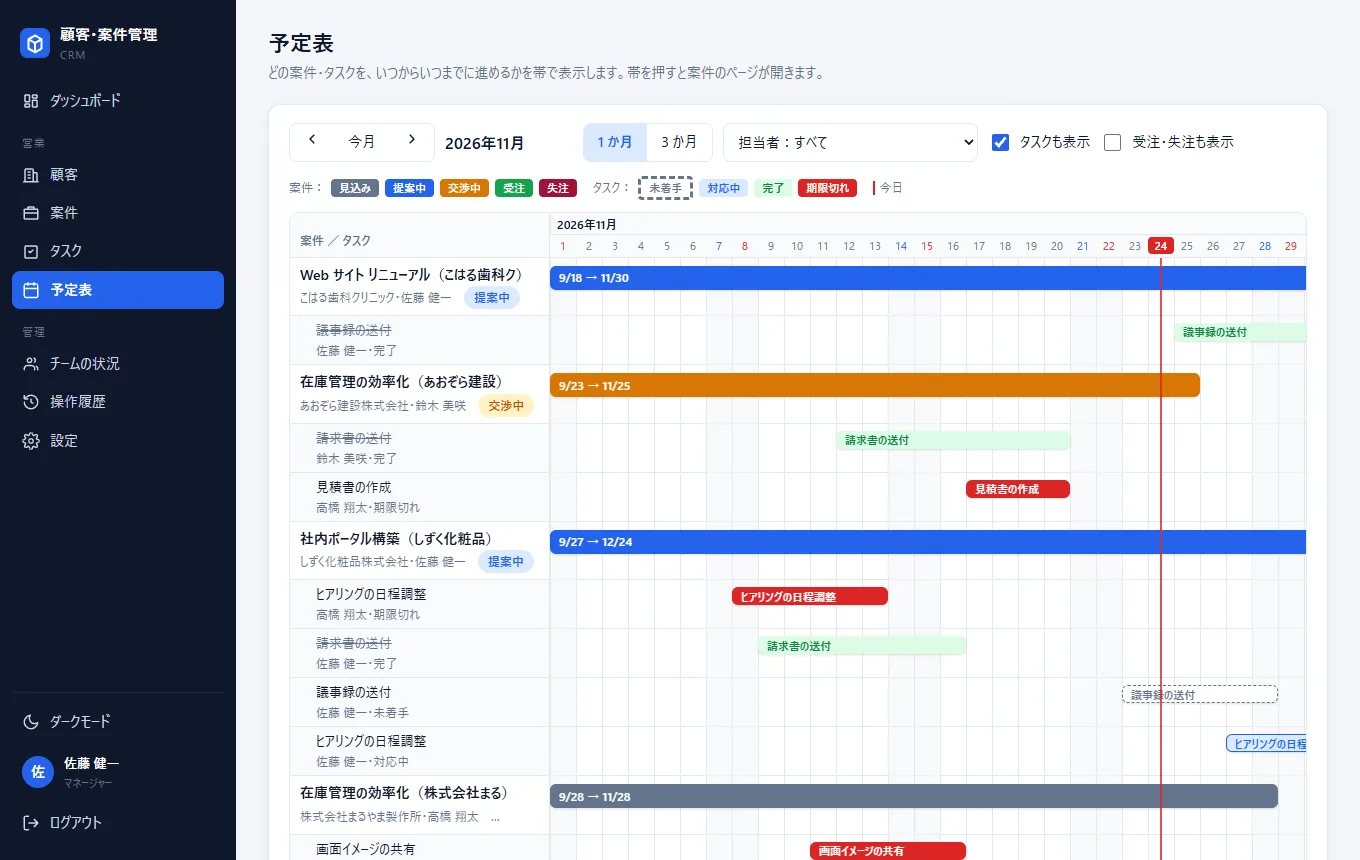 顧客・案件管理
CRM
ダッシュボード
営業
顧客
案件
タスク
予定表
管理
チームの状況
操作履歴
設定
ダークモード
佐 佐藤 健一
マネージャー
ログアウト
予定表
どの案件・タスクを、いつからいつまでに進めるかを帯で表示します。帯を押すと案件のページが開きます。
今月 2026年11月 1 か月 3 か月 担当者：すべて タスクも表示 受注・失注も表示
案件： 見込み 提案中 交渉中 受注 失注 タスク： 未着手 対応中 完了 期限切れ 今日
案件 / タスク
2026年11月
1 2 3 4 5 6 7 8 9 10 11 12 13 14 15 16 17 18 19 20 21 22 23 24 25 26 27 28 29
Web サイト リニューアル（こはる歯科ク）
9/18 → 11/30
こはる歯科クリニック・佐藤 健一 提案中
議事録の送付
議事録の送付
佐藤 健一・完了
在庫管理の効率化（あおぞら建設）
9/23 → 11/25
あおぞら建設株式会社・鈴木 美咲 交渉中
請求書の送付
請求書の送付
鈴木 美咲・完了
見積書の作成
見積書の作成
高橋 翔太・期限切れ
社内ポータル構築（しずく化粧品）
9/27 → 12/24
しずく化粧品株式会社・佐藤 健一 提案中
ヒアリングの日程調整
ヒアリングの日程調整
高橋 翔太・期限切れ
請求書の送付
請求書の送付
佐藤 健一・完了
議事録の送付
議事録の送付
佐藤 健一・未着手
ヒアリングの日程調整
ヒアリングの日程
佐藤 健一・対応中
在庫管理の効率化（株式会社まる）
9/28 → 11/28
株式会社まるやま製作所・高橋 翔太 ...
画面イメージの共有
画面イメージの共有